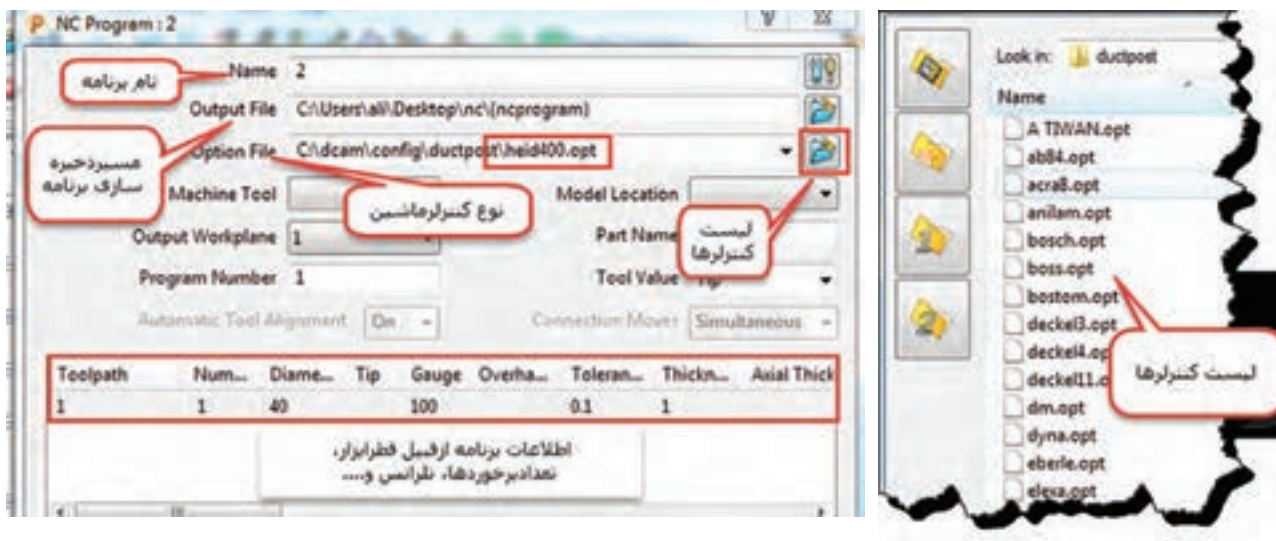 NC Program : 2
Name 2
نام برنامه
Output File C:\Users\ali\Desktop\nc\{ncprogram}
Option File C:\dcam\config\ductpost\heid400.opt
مسیرذخیره
سازی برنامه
Machine Tool
Model Location
نوع کنترلرماشین
لیست
کنترلرها
Output Workplane 1
Part Name
Program Number 1
Tool Value Tip
Automatic Tool Alignment On
Connection Moves Simultaneous
Toolpath Num... Diame... Tip Gauge Overha... Toleran... Thickn... Axial Thick
1 1 40 100 0.1 1
اطلاعات برنامه ازقبیل قطرابزار،
تعدادبرخوردها، تلرانس و....
Look in: ductpost
Name
A TIWAN.opt
ab84.opt
acra8.opt
anilam.opt
bosch.opt
boss.opt
bostom.opt
deckel3.opt
deckel4.op
deckel11.o
لیست کنترلرها
dm.opt
dyna.opt
eberle.opt
elexa.opt